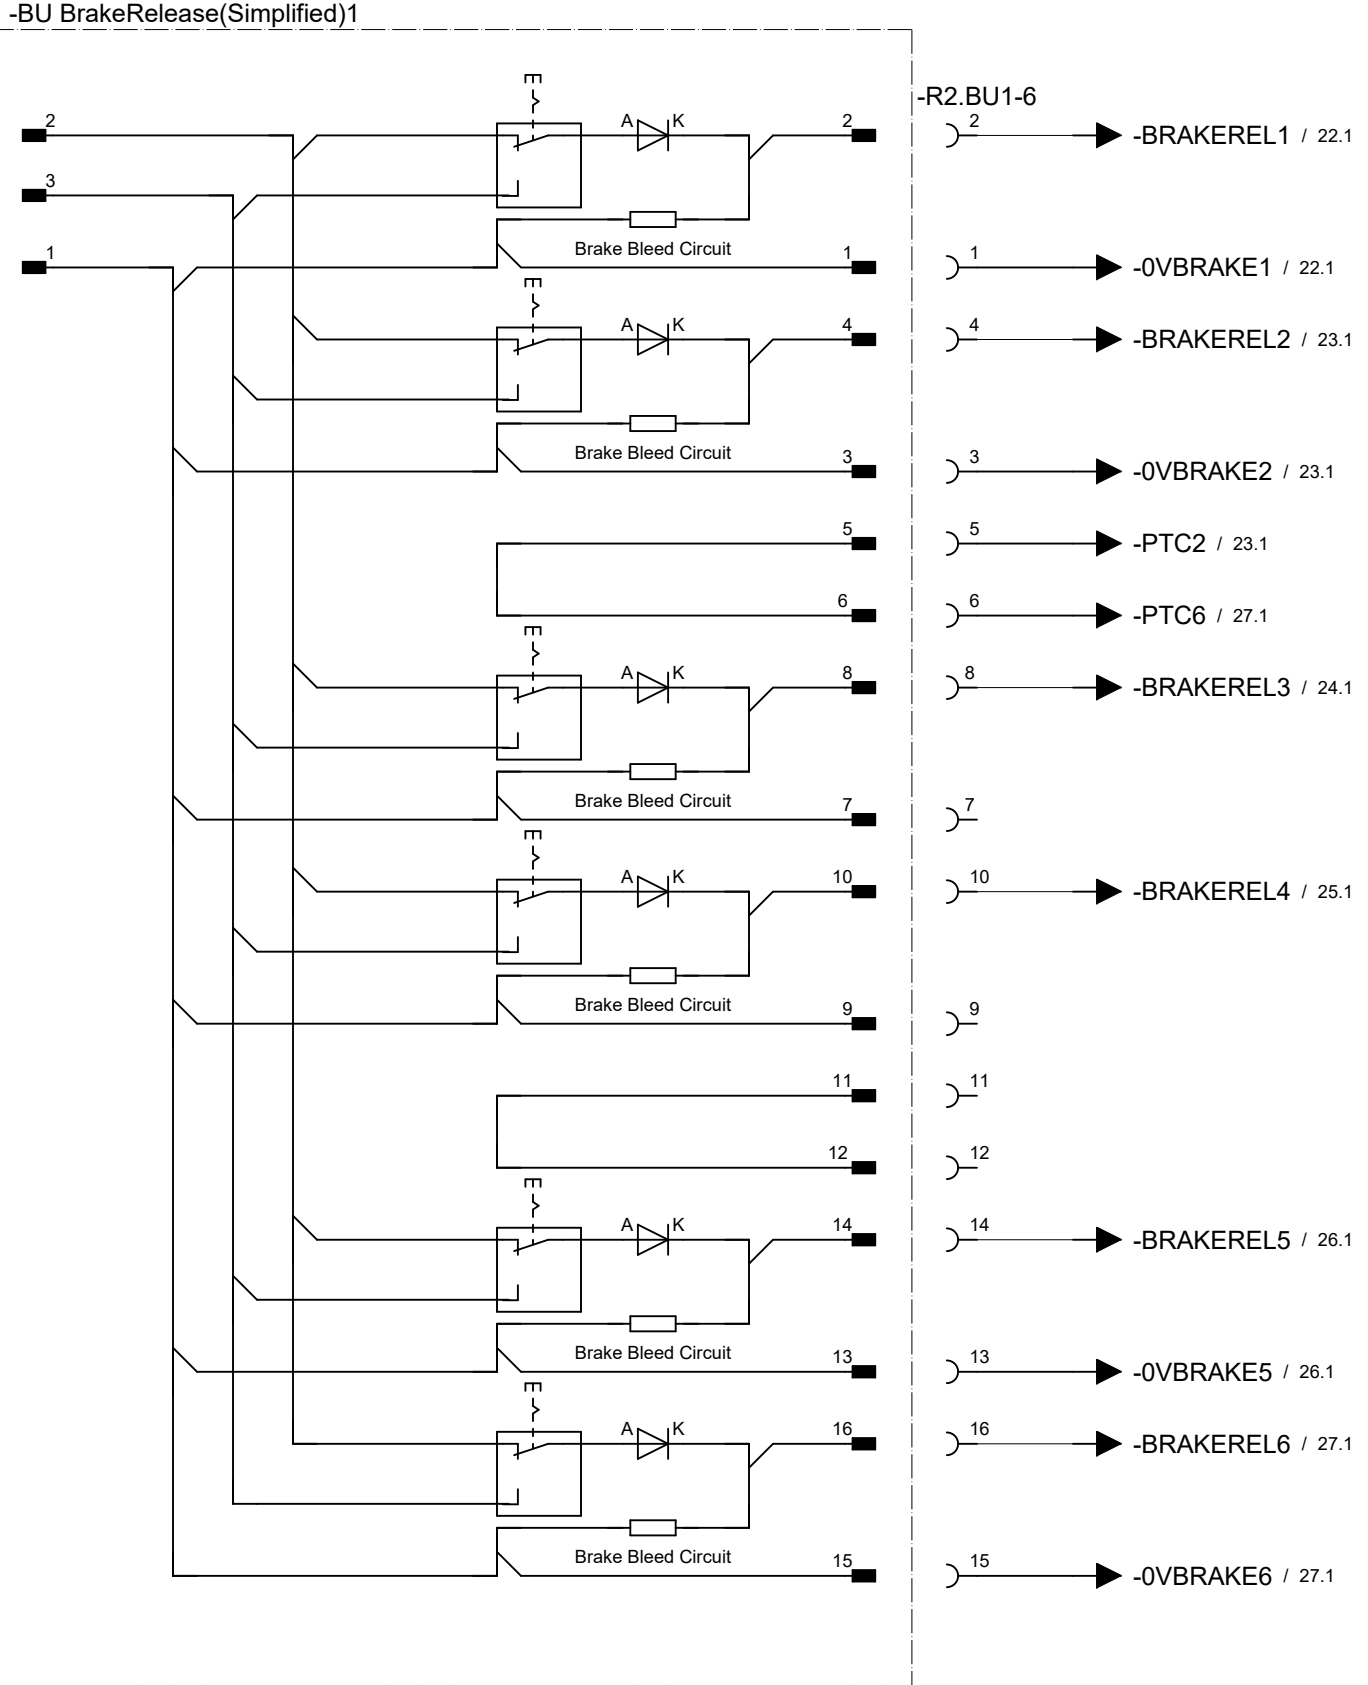 -BU BrakeRelease(Simplified)1
-R2.BU1-6
2 A K 2 2 -BRAKEREL1 / 22.1
3
Brake Bleed Circuit
1 1 1 -0VBRAKE1 / 22.1
A K 4 4 -BRAKEREL2 / 23.1
Brake Bleed Circuit
3 3 -0VBRAKE2 / 23.1
5 5 -PTC2 / 23.1
6 6 -PTC6 / 27.1
A K 8 8 -BRAKEREL3 / 24.1
Brake Bleed Circuit
7 7
A K 10 10 -BRAKEREL4 / 25.1
Brake Bleed Circuit
9 9
11 11
12 12
A K 14 14 -BRAKEREL5 / 26.1
Brake Bleed Circuit
13 13 -0VBRAKE5 / 26.1
A K 16 16 -BRAKEREL6 / 27.1
Brake Bleed Circuit
15 15 -0VBRAKE6 / 27.1